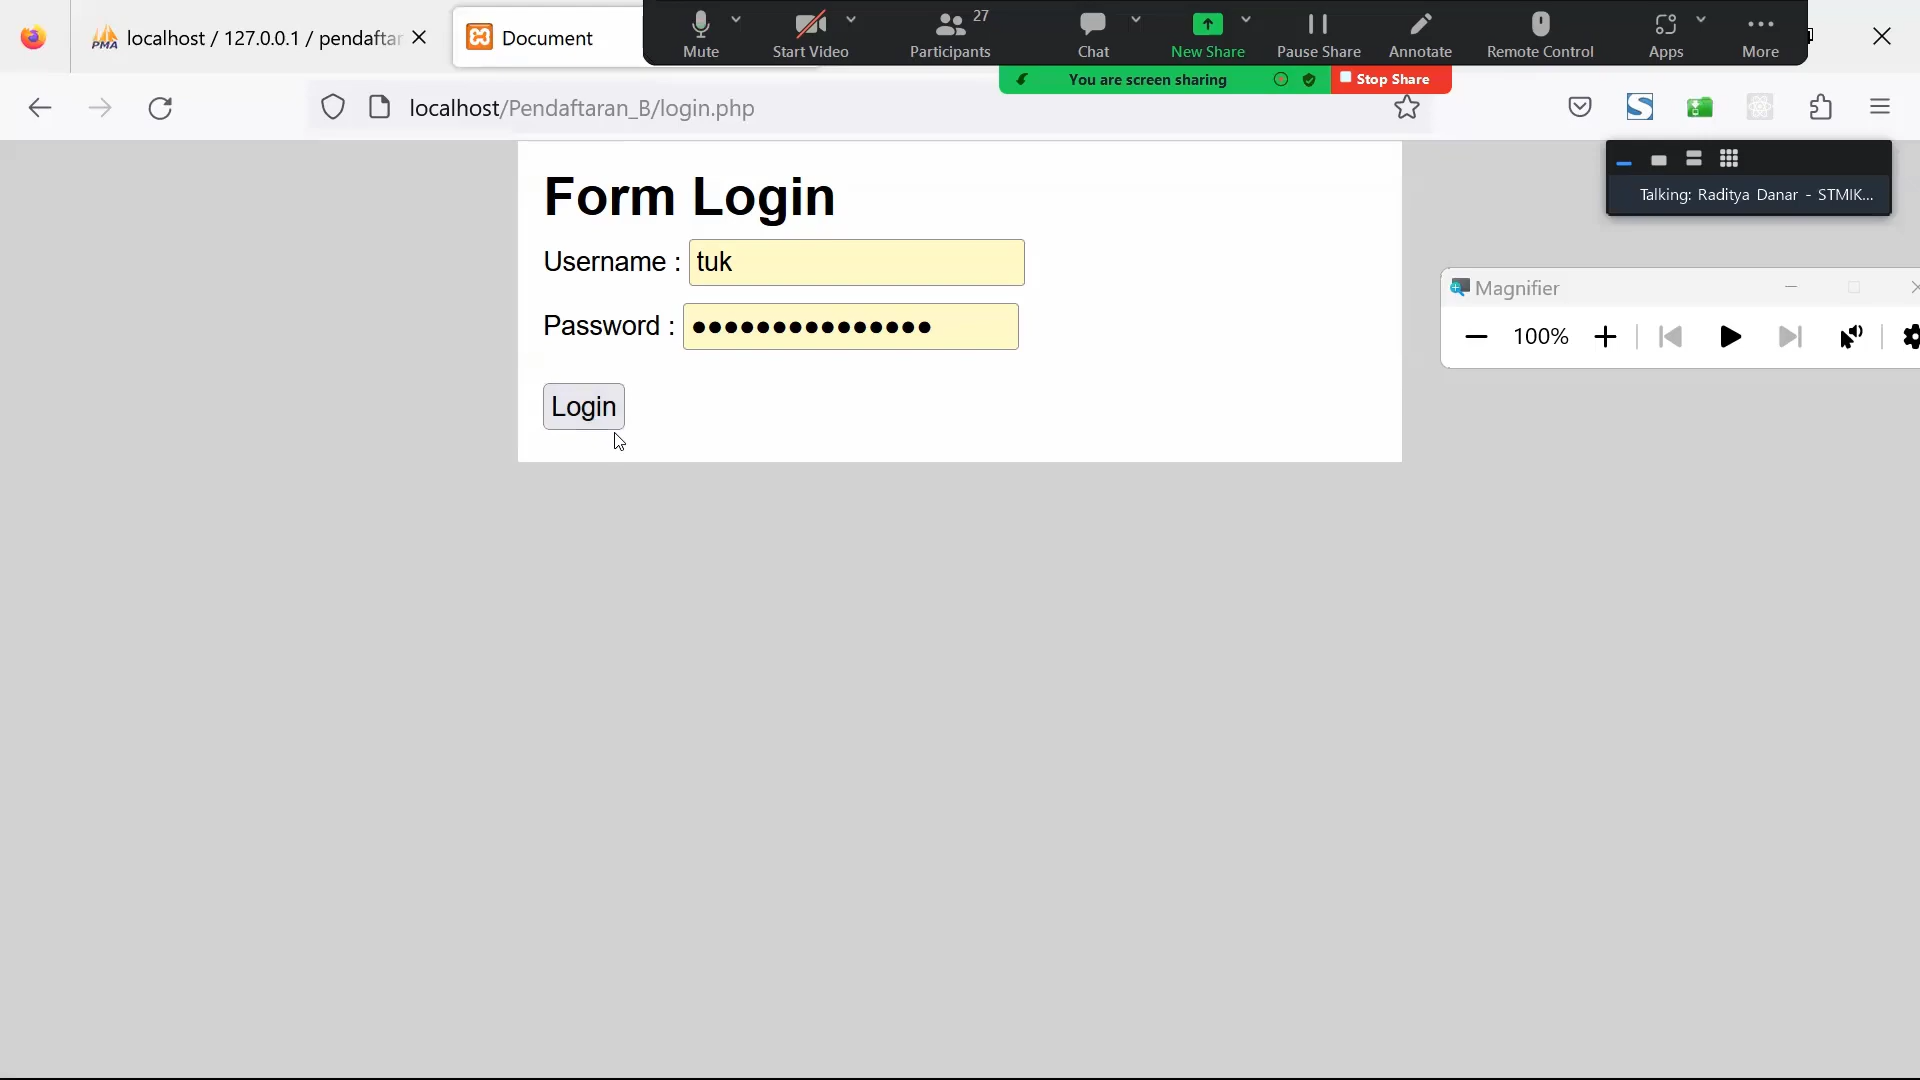 localhost / 127.0.0.1 / pendaftar
Document
Mute
Start Video
27
Participants
Chat
New Share
Pause Share
Annotate
Remote Control
Apps
More
You are screen sharing
Stop Share
localhost/Pendaftaran_B/login.php
Talking: Raditya Danar - STMIK...
Form Login
Username : tuk
Password :
Login
Magnifier
100%
PMA